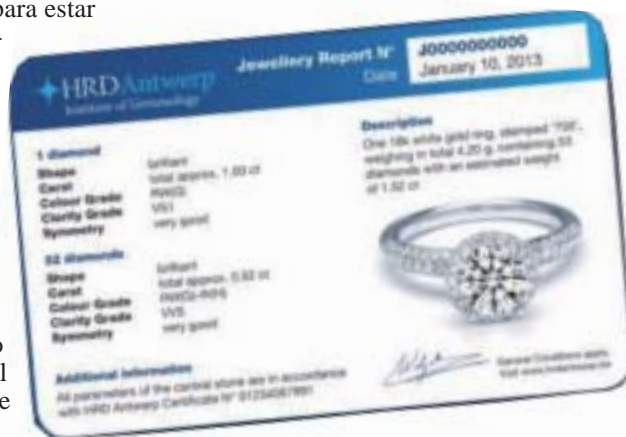 para estar
HRD Antwerp
Institute of Gemmology
Jewellery Report N° J0000000000
Date January 10, 2013
1 diamond
Shape brilliant
Carat total approx. 1.00 ct
Colour Grade
Clarity Grade VS1
Symmetry very good
52 diamonds
Shape brilliant
Carat total approx. 0.52 ct
Colour Grade
Clarity Grade VVS
Symmetry very good
Additional information
All parameters of the central stone are in accordance
with HRD Antwerp Certificate N°
Description
One 18k white gold ring, stamped "750",
weighing in total 4.20 g, containing 53
diamonds with an estimated weight
of 1.52 ct
General Conditions apply.
Visit